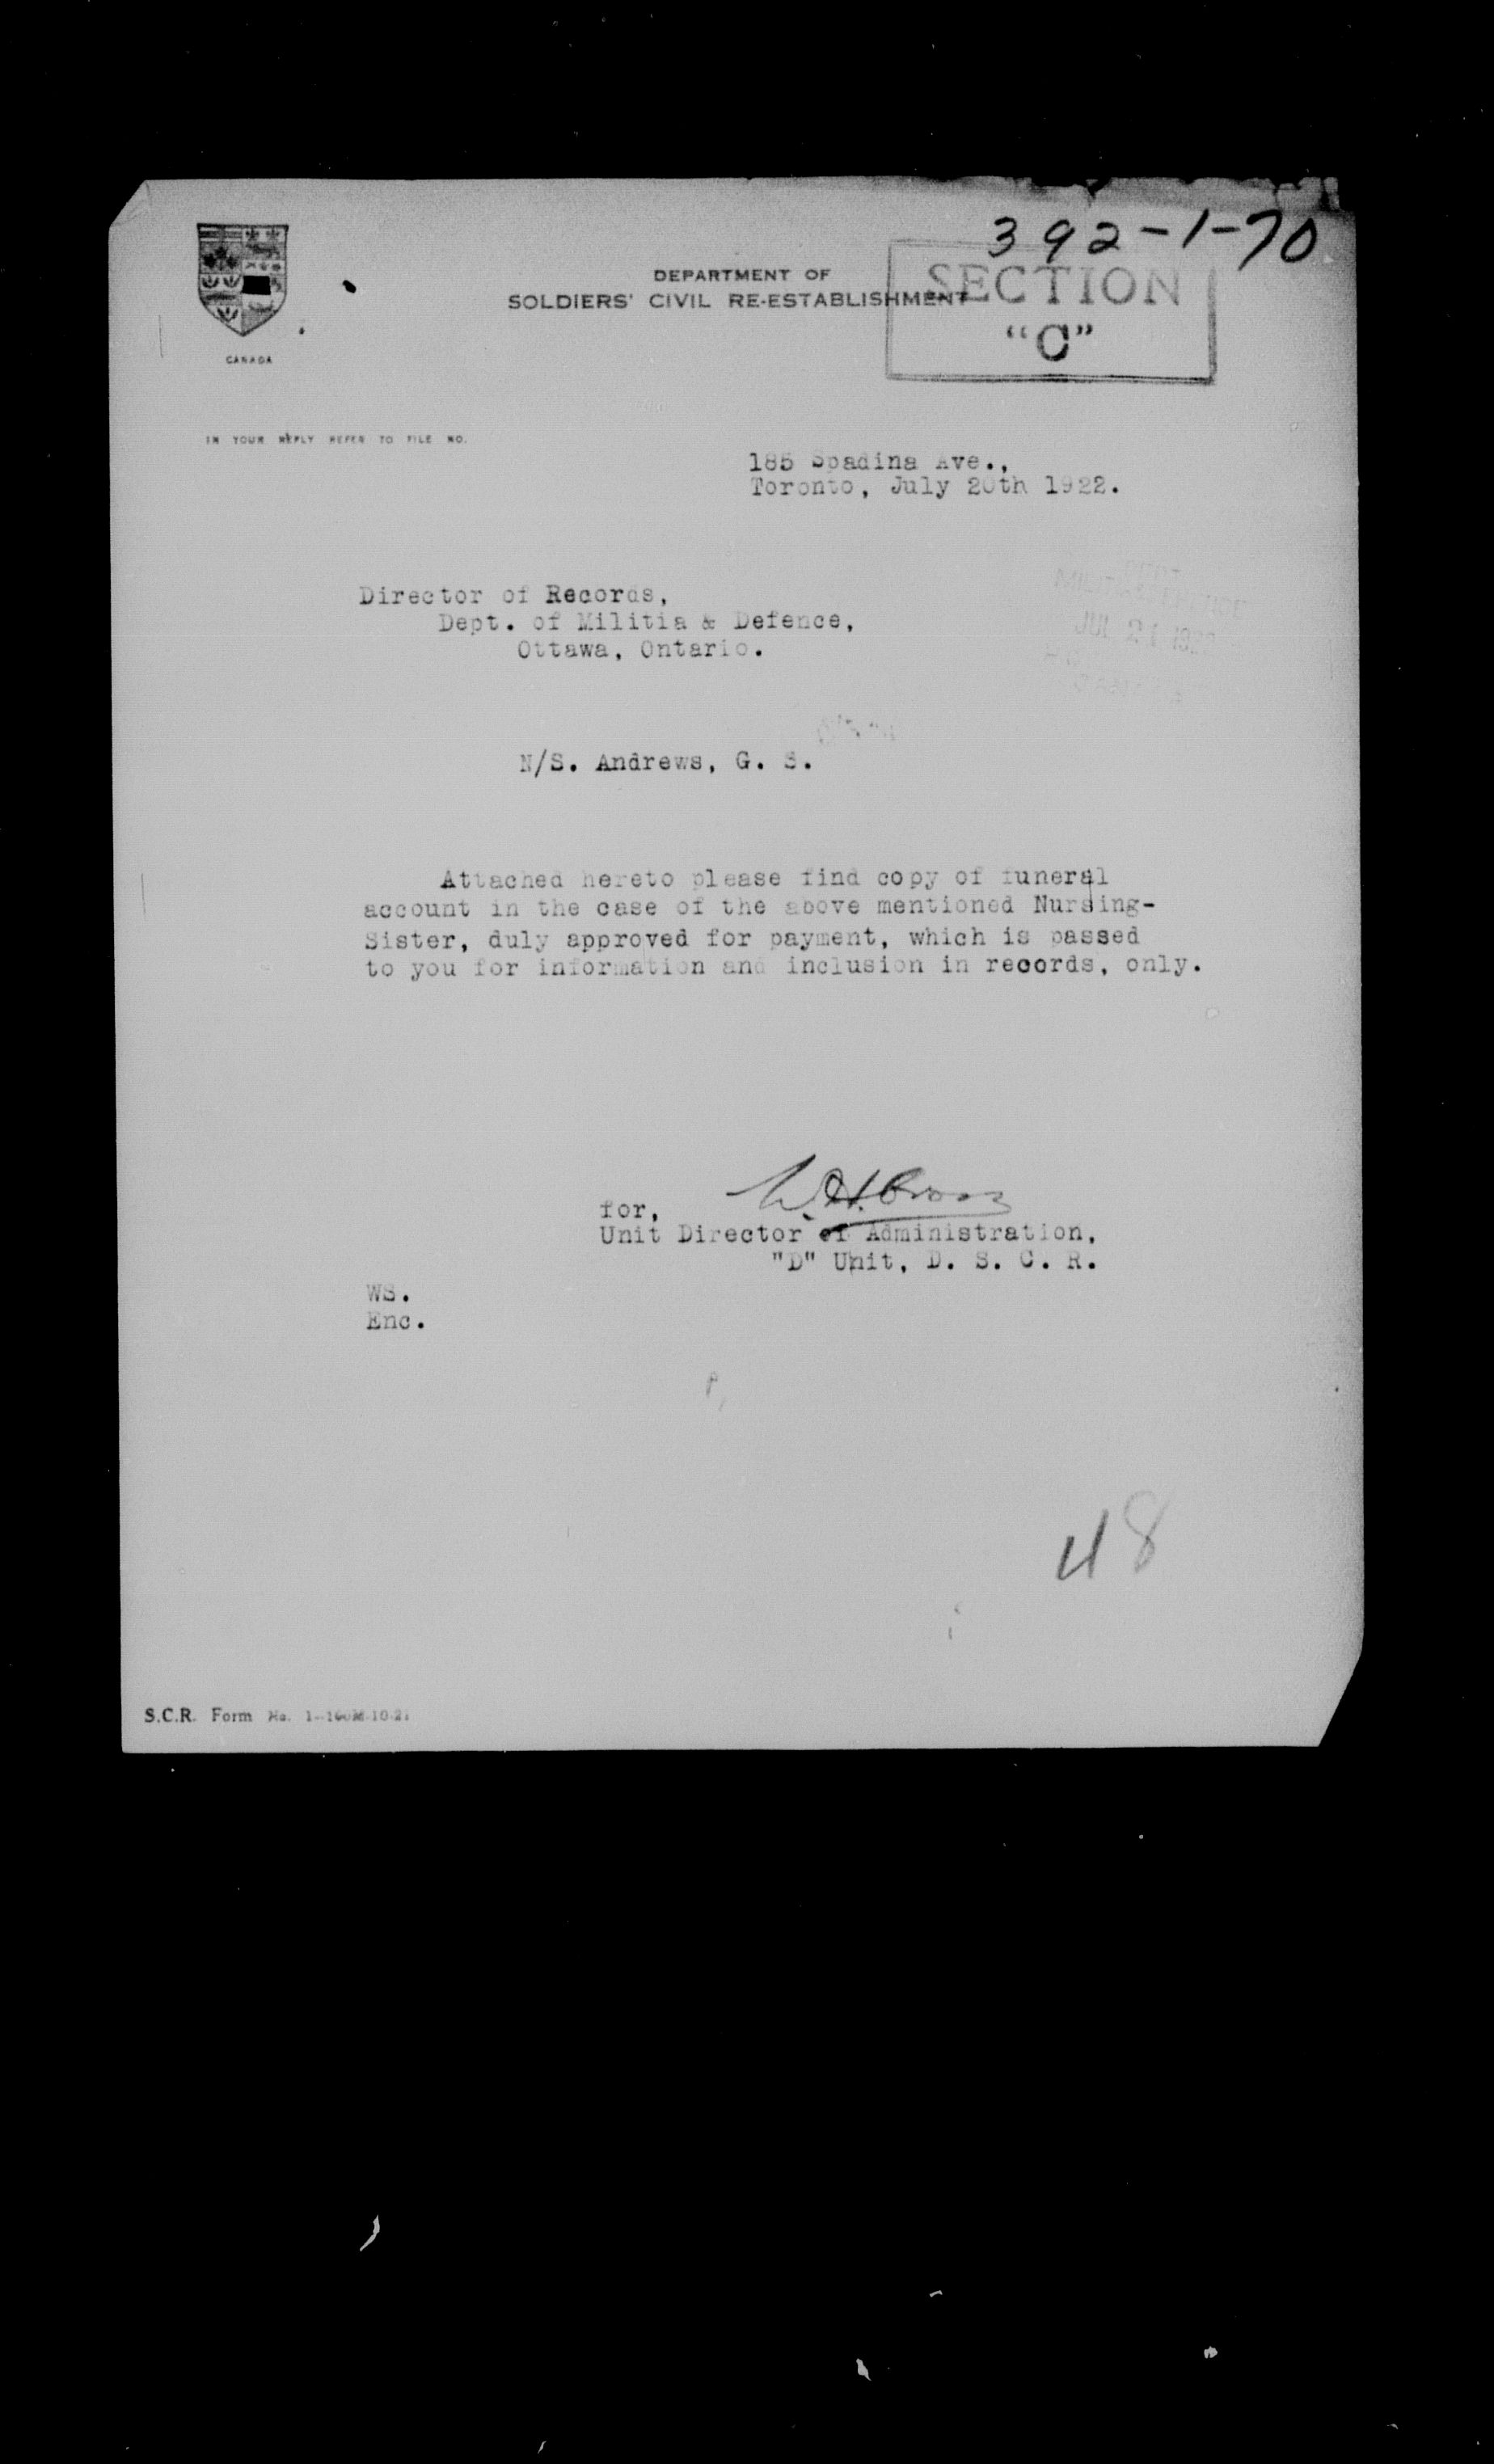 392-1-70
DEPARTMENT OF
SOLDIERS' CIVIL RE-ESTABLISHMENT
SECTION
"C"
CANADA
IN YOUR REPLY REFER TO FILE NO.
185 Spadina Ave.,
Toronto, July 20th 1922.
Director of Records,
Dept. of Militia & Defence,
Ottawa, Ontario.
JUL 21 1922
N/S. Andrews, G. S.
Attached hereto please find copy of funeral
account in the case of the above mentioned Nursing-
Sister, duly approved for payment, which is passed
to you for information and inclusion in records, only.
for,
Unit Director of Administration,
"D" Unit, D. S. C. R.
WS.
Enc.
48
S.C.R. Form No.